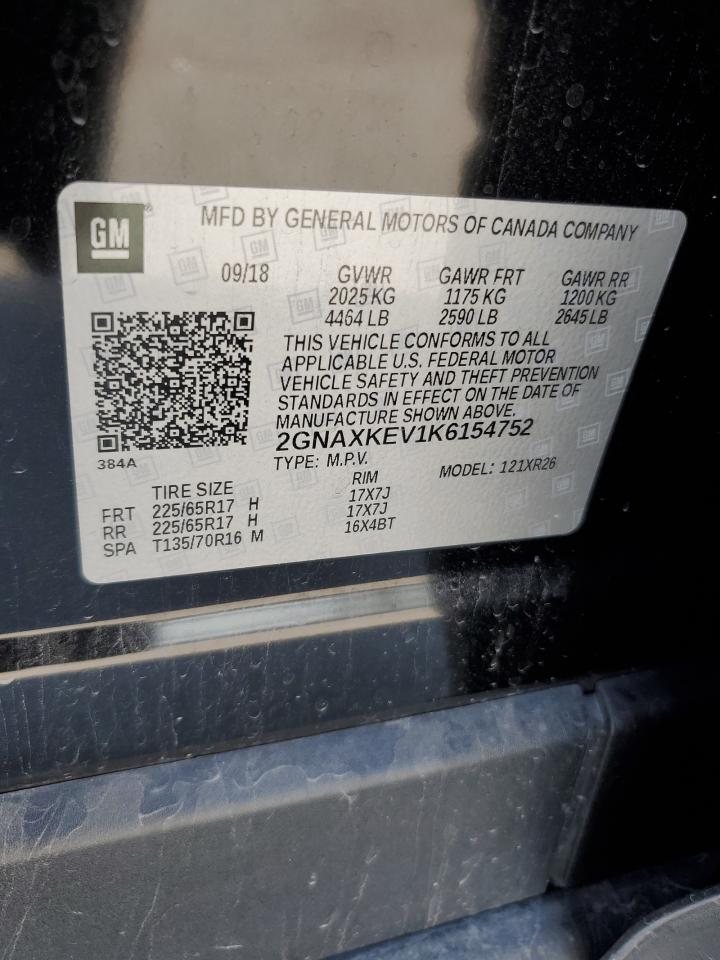 GM
MFD BY GENERAL MOTORS OF CANADA COMPANY
09/18 GVWR GAWR FRT GAWR RR
2025 KG 1175 KG 1200 KG
4464 LB 2590 LB 2645 LB
THIS VEHICLE CONFORMS TO ALL
APPLICABLE U.S. FEDERAL MOTOR
VEHICLE SAFETY AND THEFT PREVENTION
STANDARDS IN EFFECT ON THE DATE OF
MANUFACTURE SHOWN ABOVE.
2GNAXKEV1K6154752
384A
TYPE: M.P.V. MODEL: 121XR26
TIRE SIZE RIM
FRT 225/65R17 H 17X7J
RR 225/65R17 H 17X7J
SPA T135/70R16 M 16X4BT